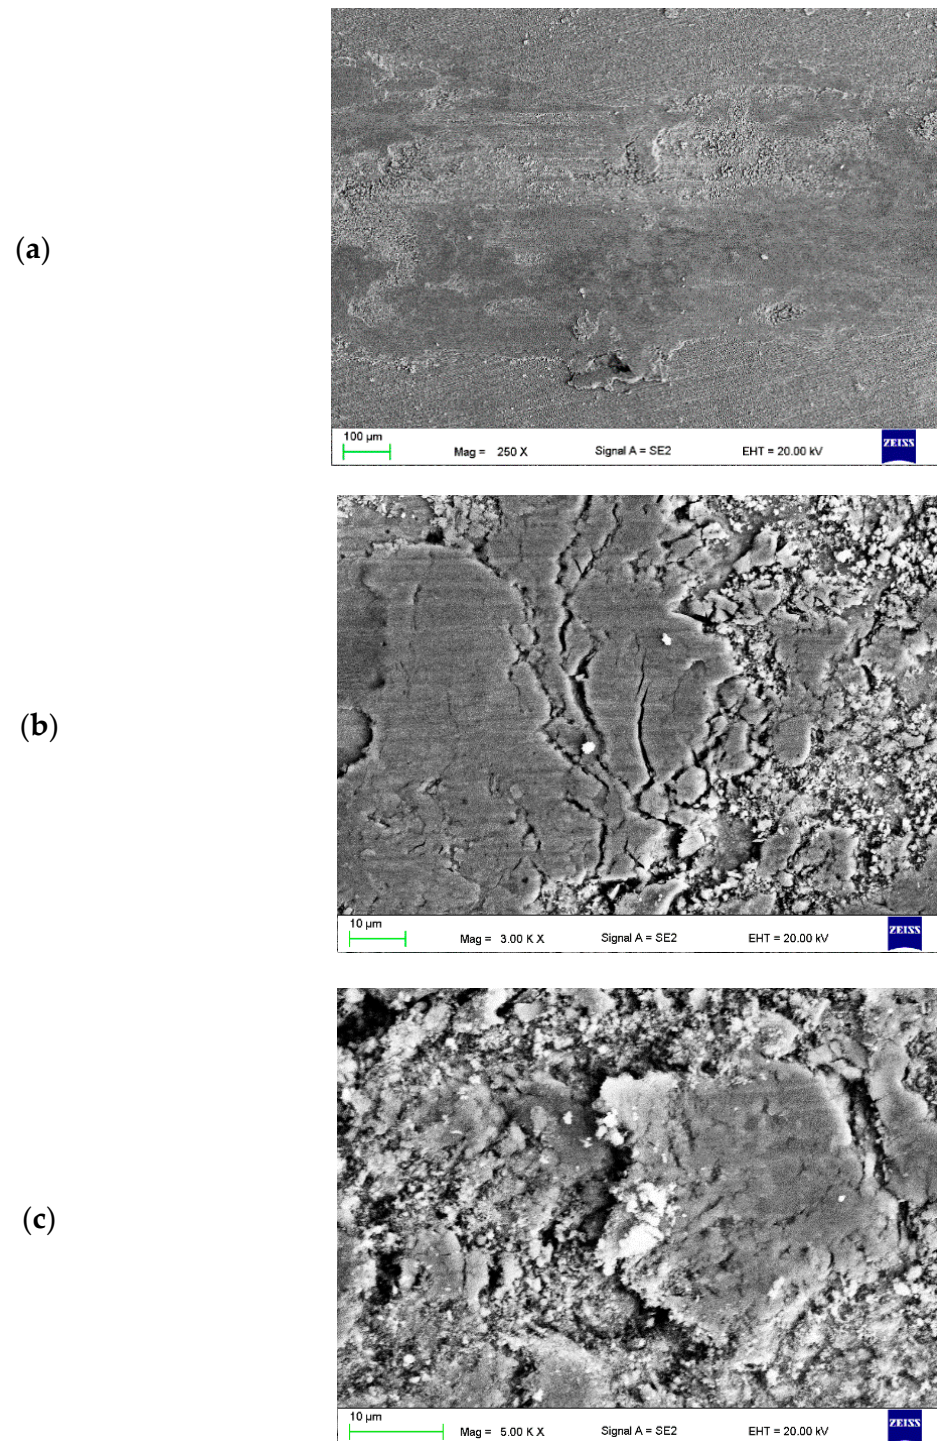 (a)
100 µm
Mag = 250 X
Signal A = SE2
EHT = 20.00 kV
ZEISS
(b)
10 µm
Mag = 3.00 K X
Signal A = SE2
EHT = 20.00 kV
ZEISS
(c)
10 µm
Mag = 5.00 K X
Signal A = SE2
EHT = 20.00 kV
ZEISS